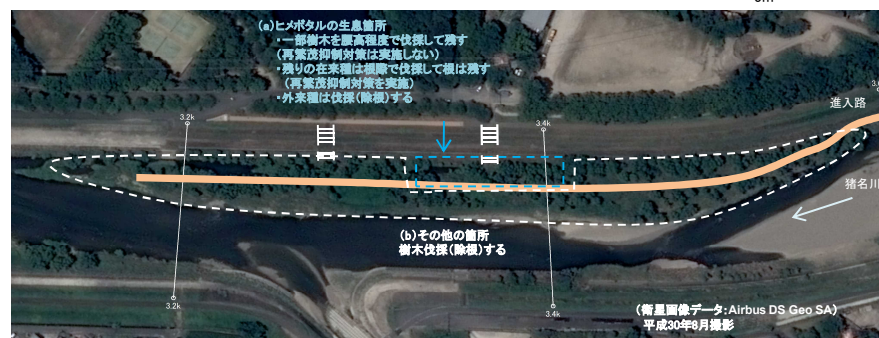 （a）ヒメボタルの生息箇所
・一部樹木を腰高程度で伐採して残す
（再繁茂抑制対策は実施しない）
・残りの在来種は根際で伐採して根は残す
（再繁茂抑制対策を実施）
・外来種は伐採（除根）する
進入路
3.2k
3.4k
猪名川
（b）その他の箇所
樹木伐採（除根）する
3.2k
3.4k
（衛星画像データ：Airbus DS Geo SA）
平成30年8月撮影